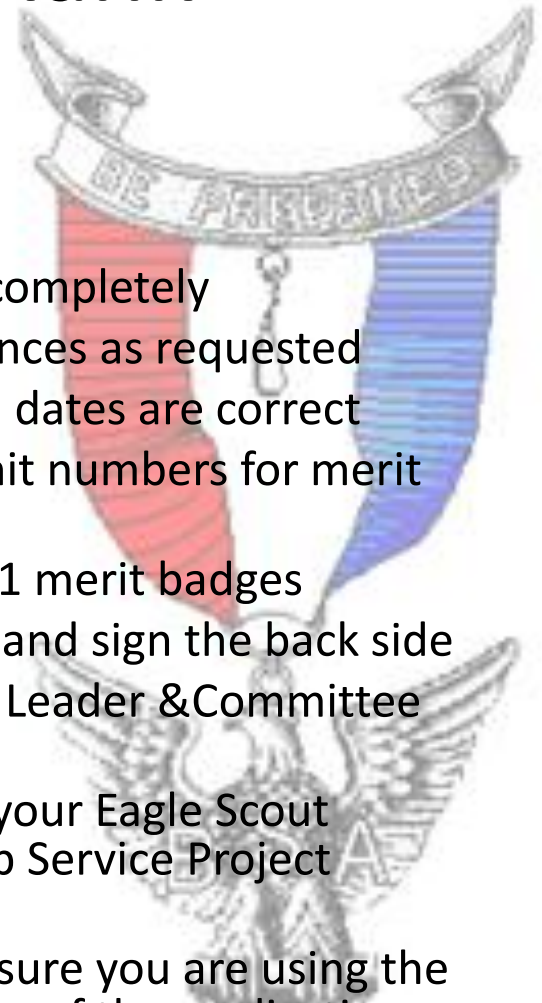 BE PREPARED
completely
nces as requested
dates are correct
nit numbers for merit
1 merit badges
and sign the back side
Leader &Committee
your Eagle Scout
Service Project
sure you are using the